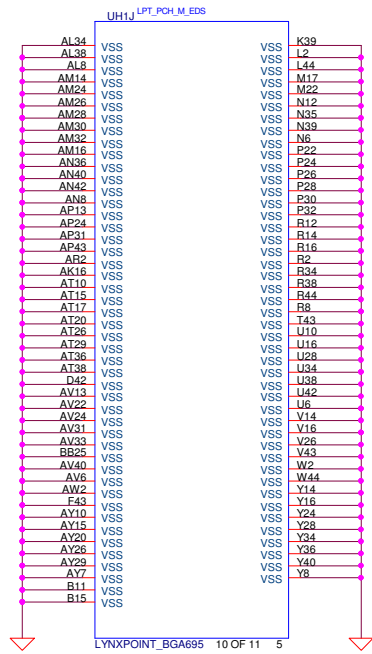 UH1J LPT_PCH_M_EDS
AL34 VSS VSS K39
AL38 VSS VSS L2
AL8 VSS VSS L44
AM14 VSS VSS M17
AM24 VSS VSS M22
AM26 VSS VSS N12
AM28 VSS VSS N35
AM30 VSS VSS N39
AM32 VSS VSS N6
AM16 VSS VSS P22
AN36 VSS VSS P24
AN40 VSS VSS P26
AN42 VSS VSS P28
AN8 VSS VSS P30
AP13 VSS VSS P32
AP24 VSS VSS R12
AP31 VSS VSS R14
AP43 VSS VSS R16
AR2 VSS VSS R2
AK16 VSS VSS R34
AT10 VSS VSS R38
AT15 VSS VSS R44
AT17 VSS VSS R8
AT20 VSS VSS T43
AT26 VSS VSS U10
AT29 VSS VSS U16
AT36 VSS VSS U28
AT38 VSS VSS U34
D42 VSS VSS U38
AV13 VSS VSS U42
AV22 VSS VSS U6
AV24 VSS VSS V14
AV31 VSS VSS V16
AV33 VSS VSS V26
BB25 VSS VSS V43
AV40 VSS VSS W2
AV6 VSS VSS W44
AW2 VSS VSS Y14
F43 VSS VSS Y16
AY10 VSS VSS Y24
AY15 VSS VSS Y28
AY20 VSS VSS Y34
AY26 VSS VSS Y36
AY29 VSS VSS Y40
AY7 VSS VSS Y8
B11 VSS
B15 VSS
LYNXPOINT_BGA695 10 OF 11 5